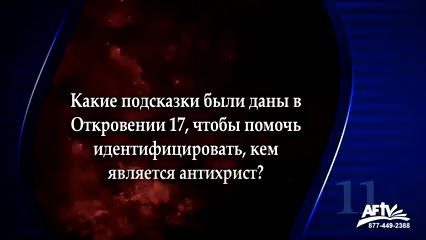 Какие подсказки были даны в
Откровении 17, чтобы помочь
идентифицировать, кем
является антихрист?
11
AFTV
877-449-2388